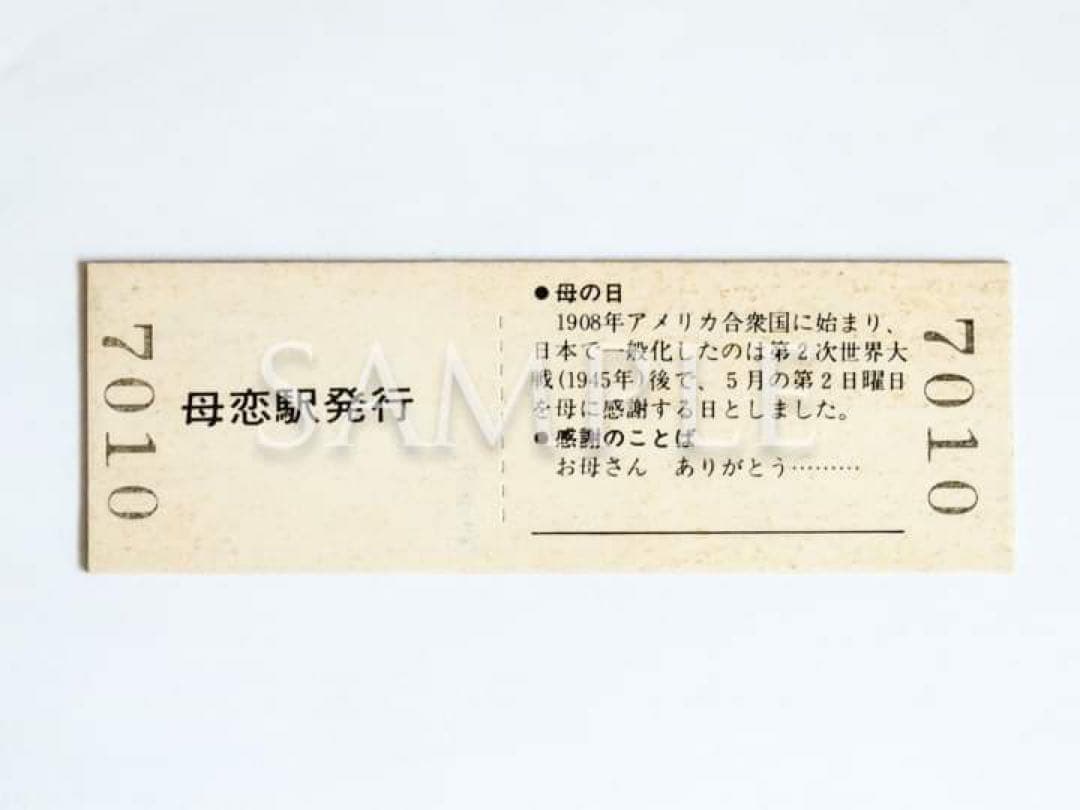 7010
母恋駅発行
●母の日
1908年アメリカ合衆国に始まり、
日本で一般化したのは第2次世界大
戦(1945年)後で、5月の第2日曜日
を母に感謝する日としました。
●感謝のことば
お母さん ありがとう………
7010
SAMPLE